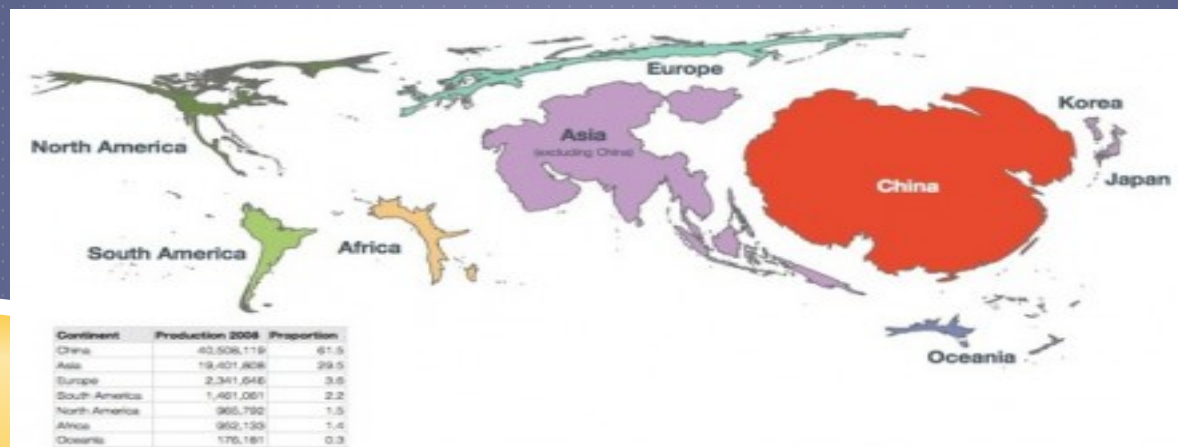 Europe
Korea
Asia
(excluding China)
North America
China
Japan
South America
Africa
Oceania
Continent Production 2008 Proportion
China 40,508,119 61.5
Asia 19,401,808 29.5
Europe 2,341,646 3.6
South America 1,461,061 2.2
North America 965,792 1.5
Africa 952,133 1.4
Oceania 176,181 0.3